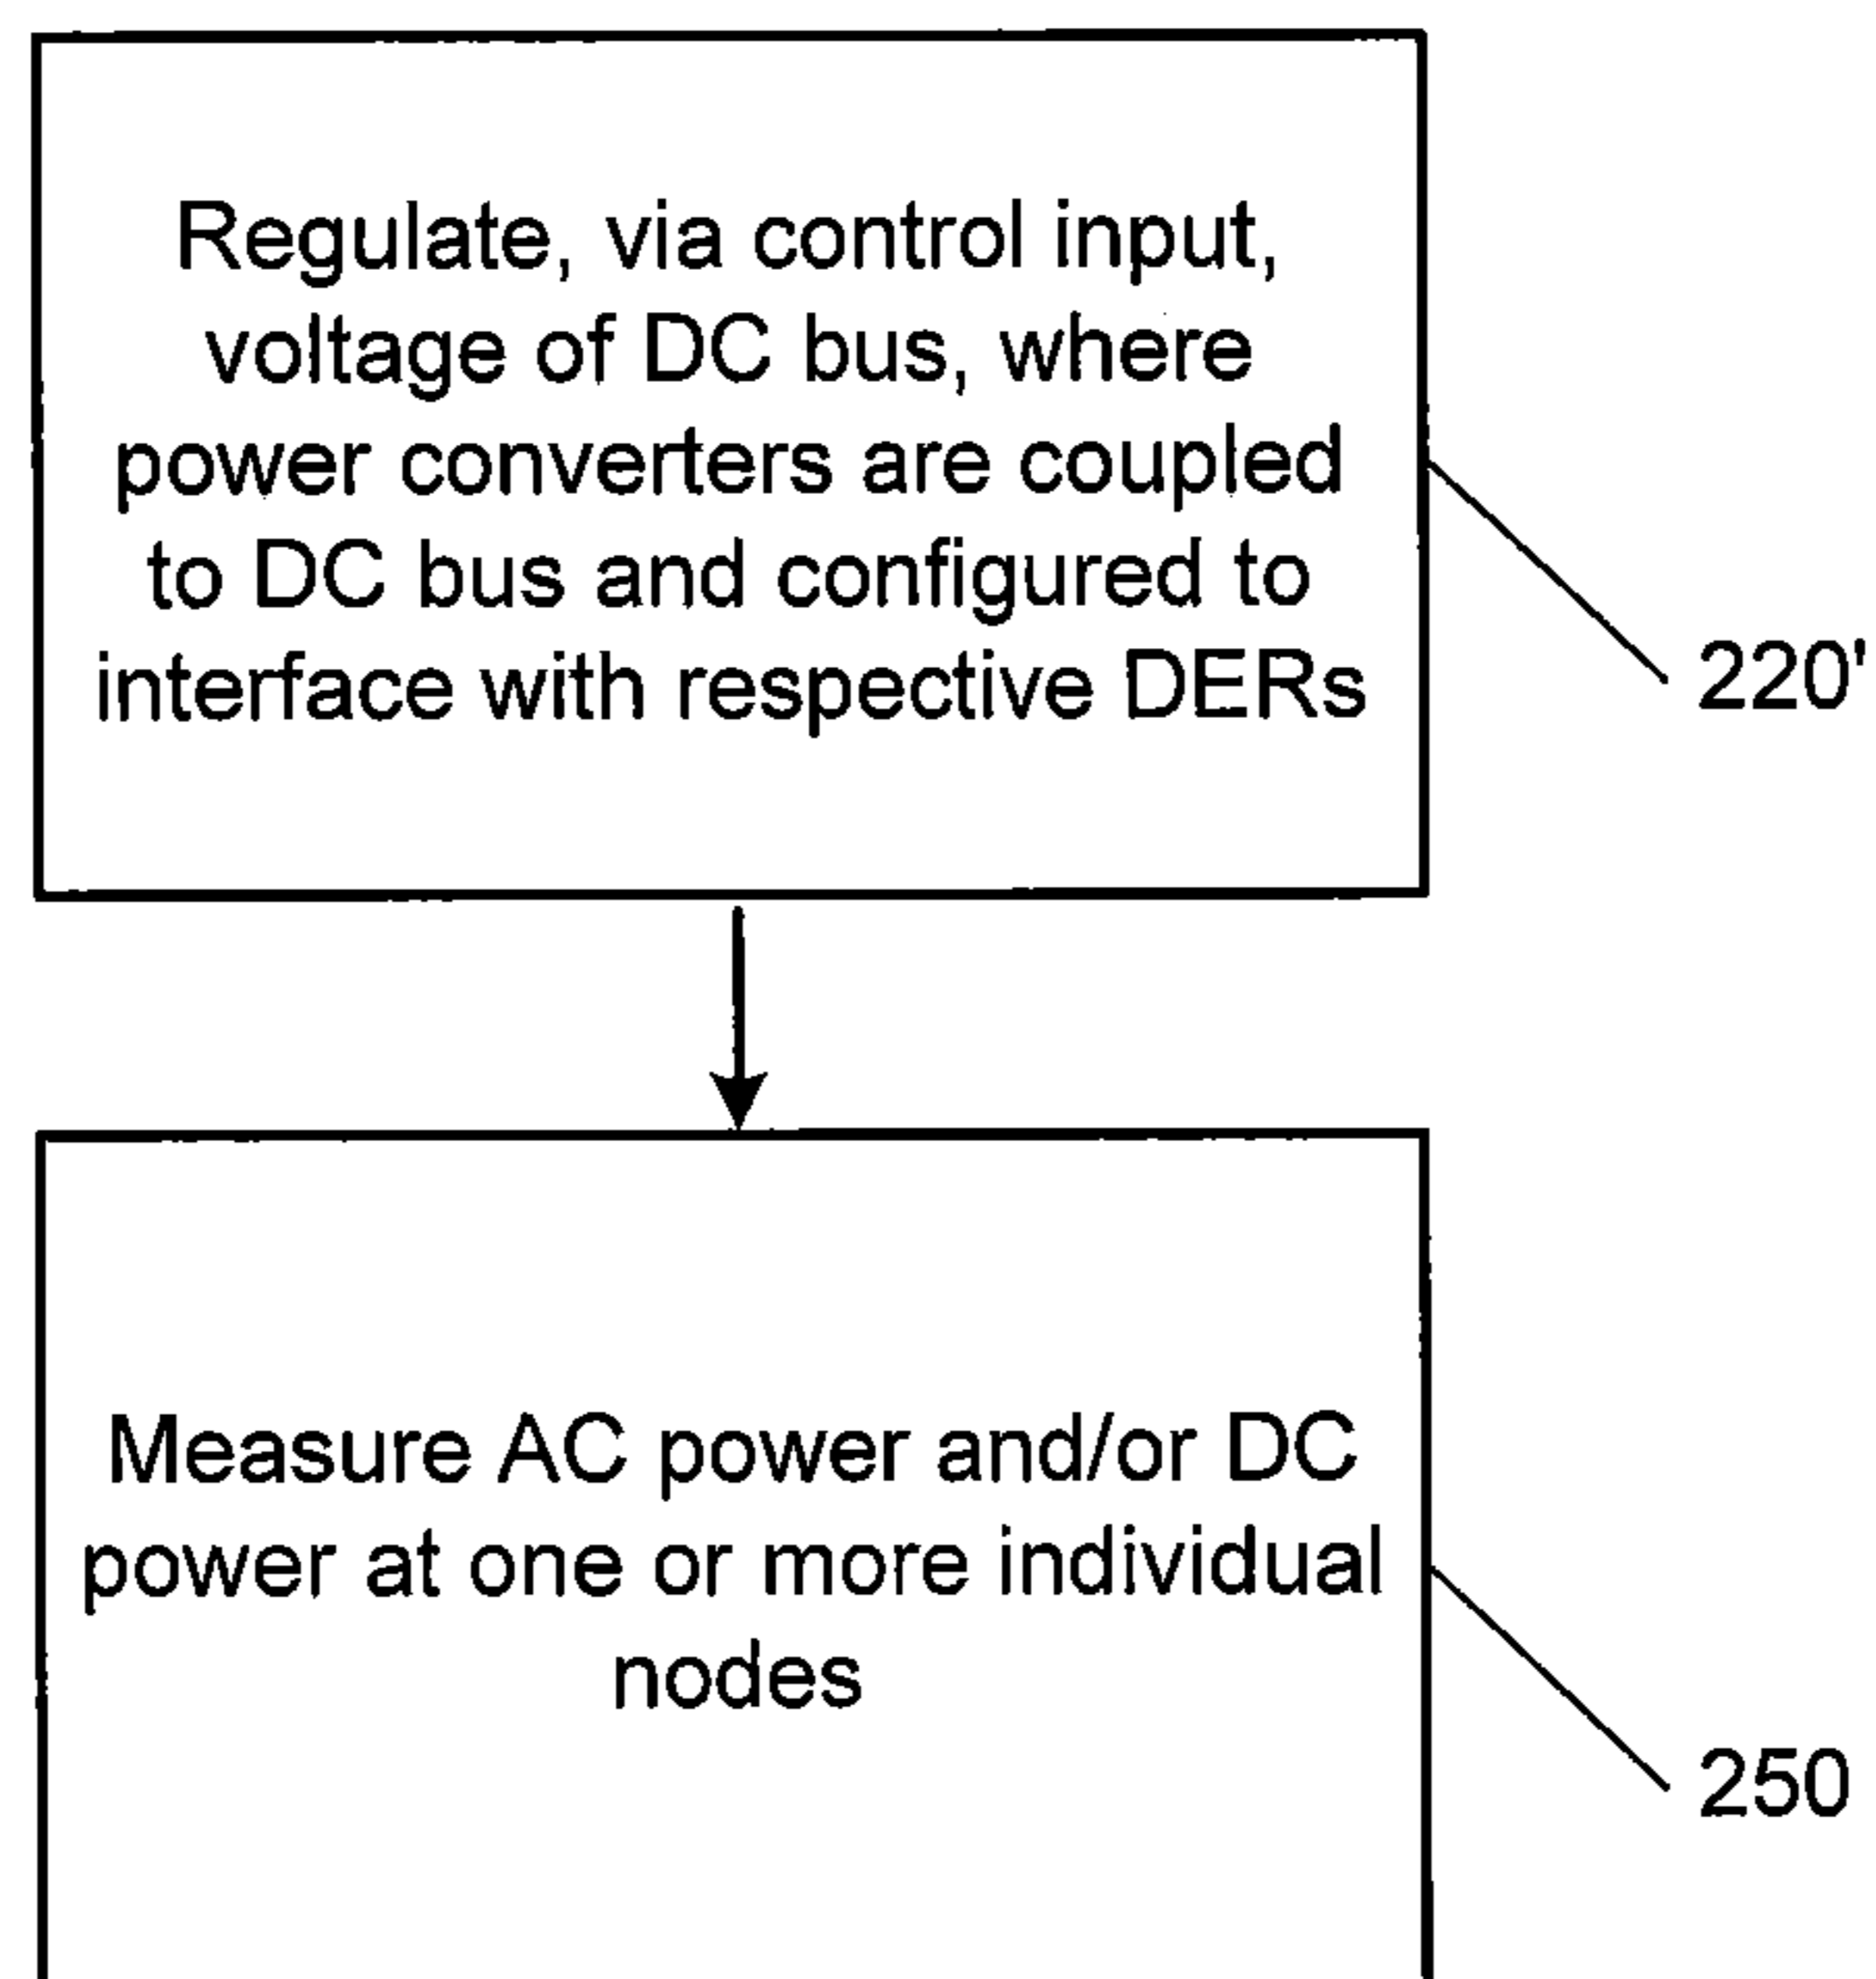 Regulate, via control input,
voltage of DC bus, where
power converters are coupled
to DC bus and configured to
interface with respective DERs
220'
Measure AC power and/or DC
power at one or more individual
nodes
250